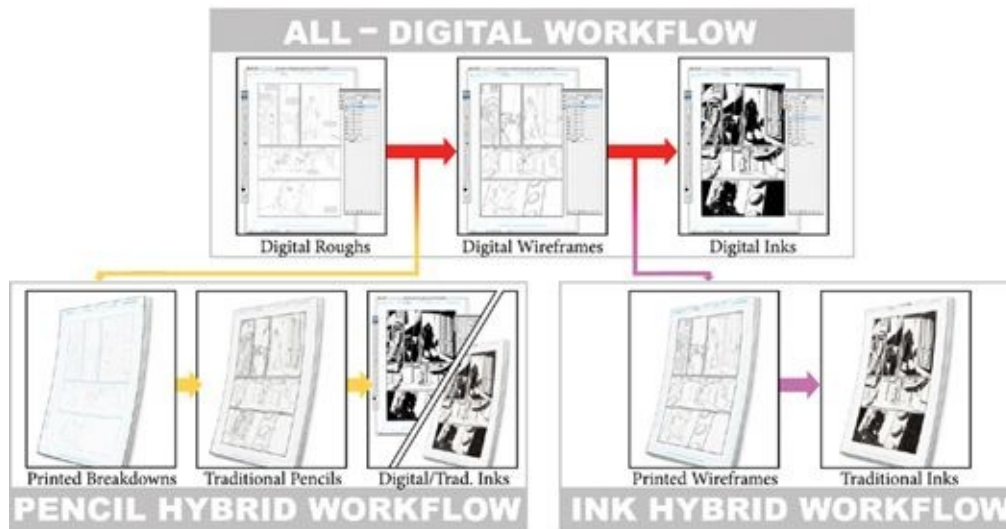 ALL – DIGITAL WORKFLOW
Digital Roughs
Digital Wireframes
Digital Inks
Printed Breakdowns
Traditional Pencils
Digital/Trad. Inks
PENCIL HYBRID WORKFLOW
Printed Wireframes
Traditional Inks
INK HYBRID WORKFLOW